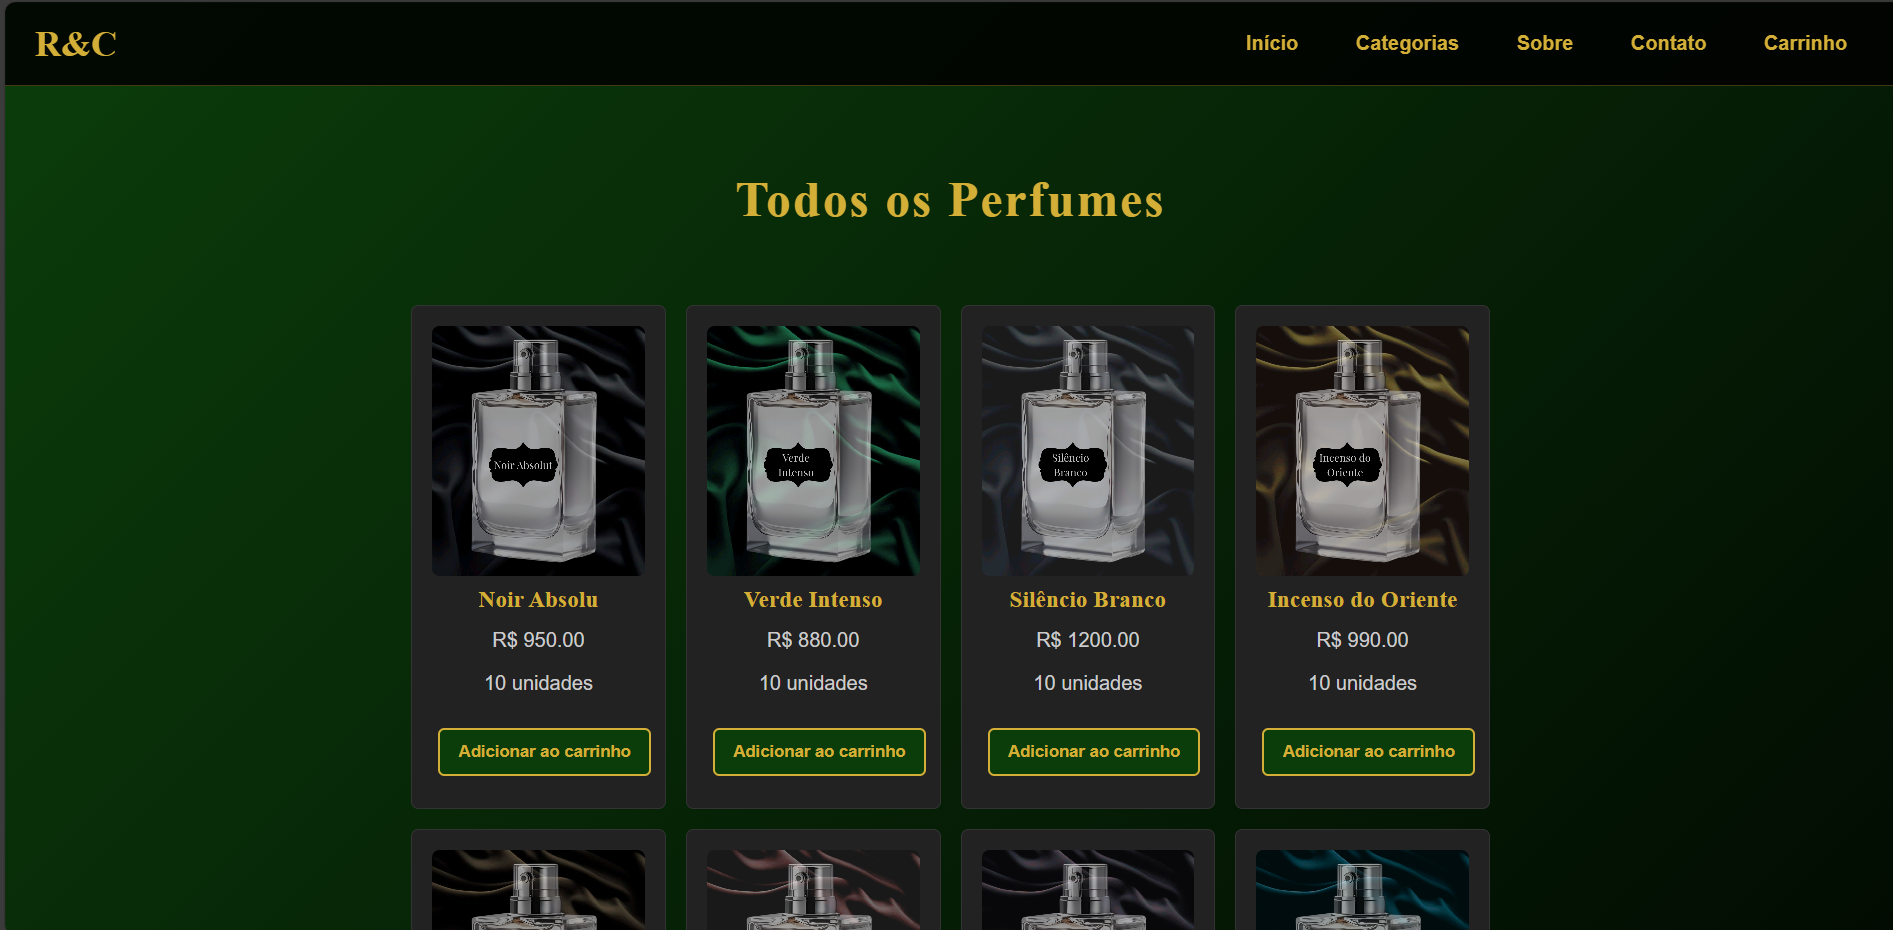 R&C
Início Categorias Sobre Contato Carrinho
Todos os Perfumes
Noir Absolut
Verde
Intenso
Silêncio
Branco
Incenso do
Oriente
Noir Absolu
Verde Intenso
Silêncio Branco
Incenso do Oriente
R$ 950.00
R$ 880.00
R$ 1200.00
R$ 990.00
10 unidades
10 unidades
10 unidades
10 unidades
Adicionar ao carrinho
Adicionar ao carrinho
Adicionar ao carrinho
Adicionar ao carrinho